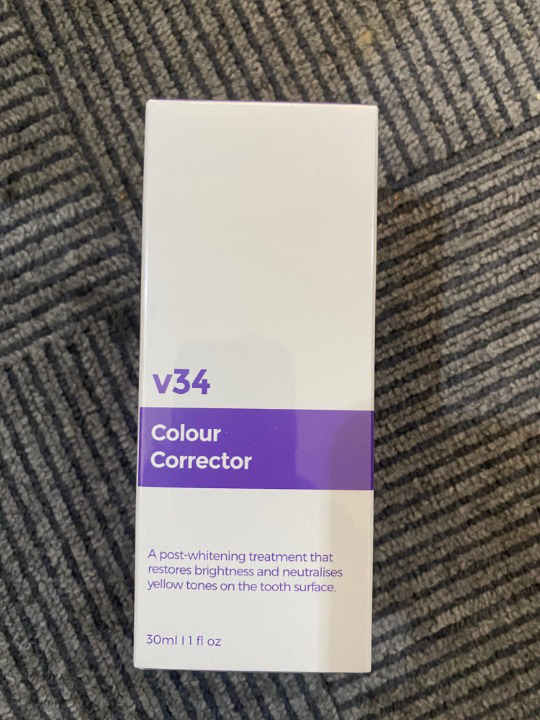 v34
Colour
Corrector
A post-whitening treatment that
restores brightness and neutralises
yellow tones on the tooth surface.
30ml | 1 fl oz